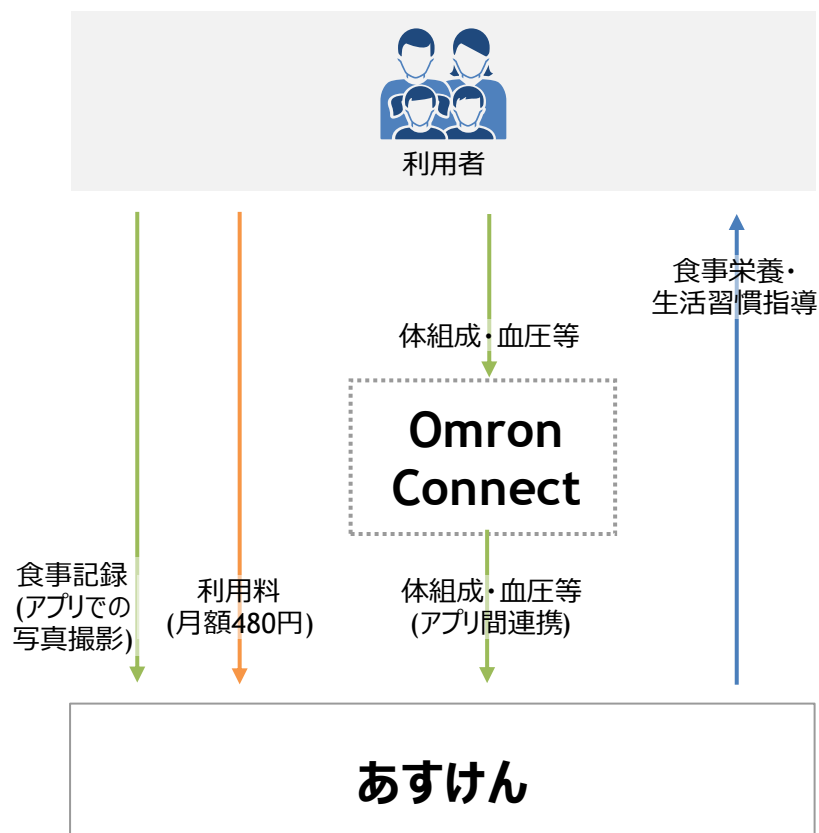 利用者
食事栄養・
生活習慣指導
体組成・血圧等
Omron
Connect
食事記録
(アプリでの
写真撮影)
利用料
(月額480円)
体組成・血圧等
(アプリ間連携)
あすけん